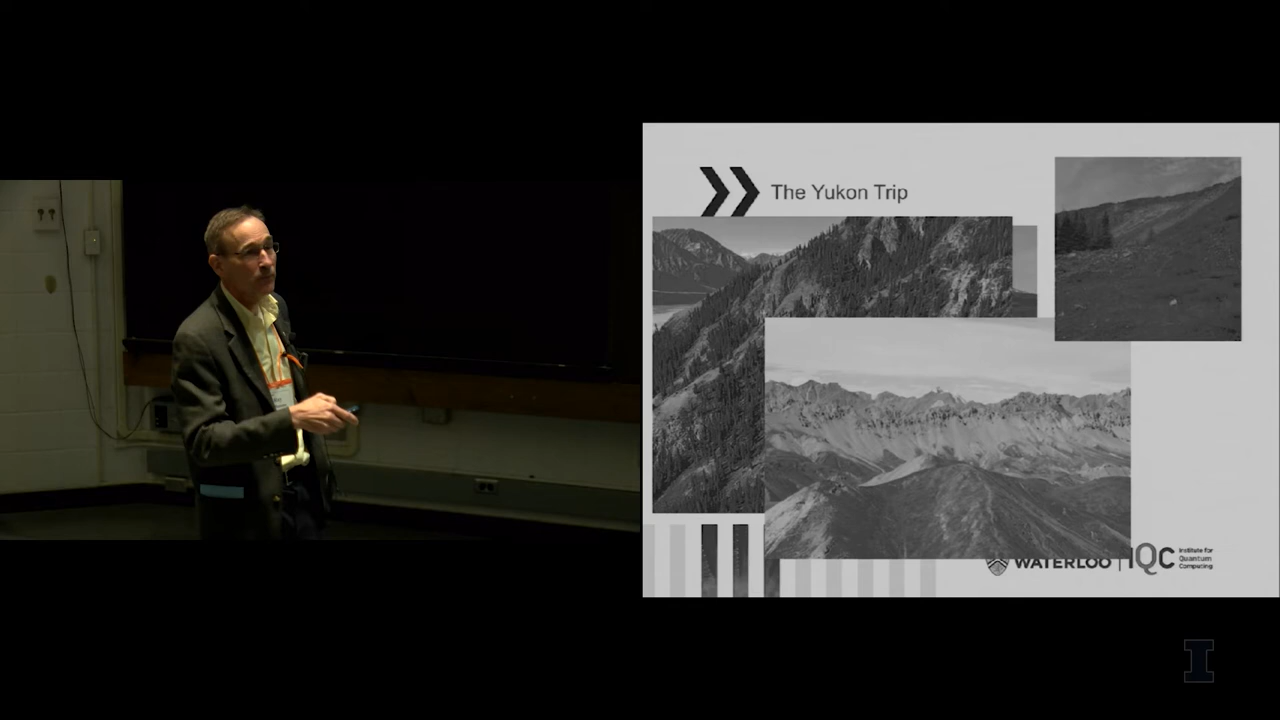 The Yukon Trip
WATERLOO | IQC Institute for
Quantum
Computing
I